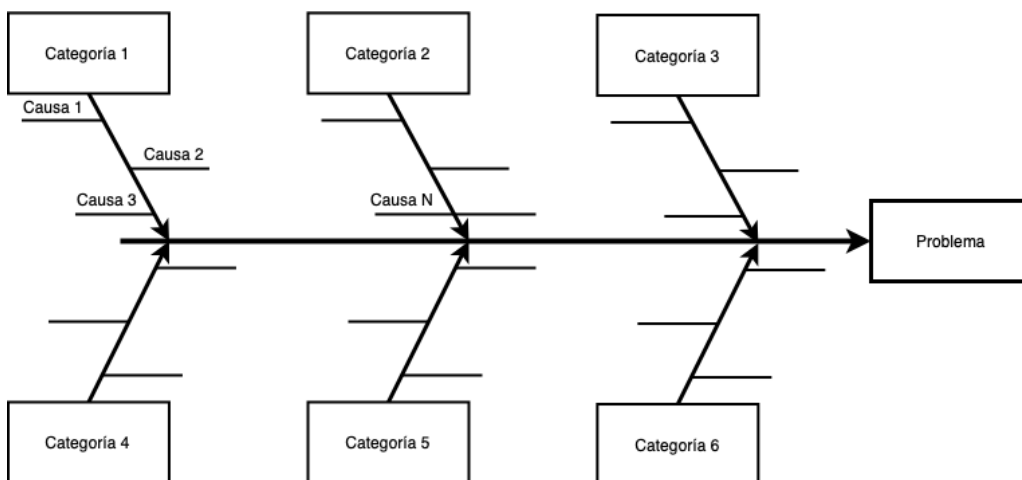 Categoría 1
Categoría 2
Categoría 3
Causa 1
Causa 2
Causa 3
Causa N
Problema
Categoría 4
Categoría 5
Categoría 6